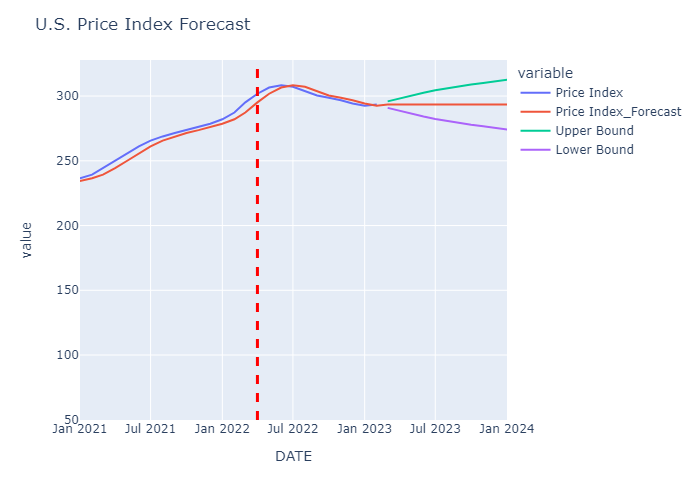 U.S. Price Index Forecast
variable
Price Index
Price Index_Forecast
Upper Bound
Lower Bound
value
300
250
200
150
100
50
Jan 2021
Jul 2021
Jan 2022
Jul 2022
Jan 2023
Jul 2023
Jan 2024
DATE